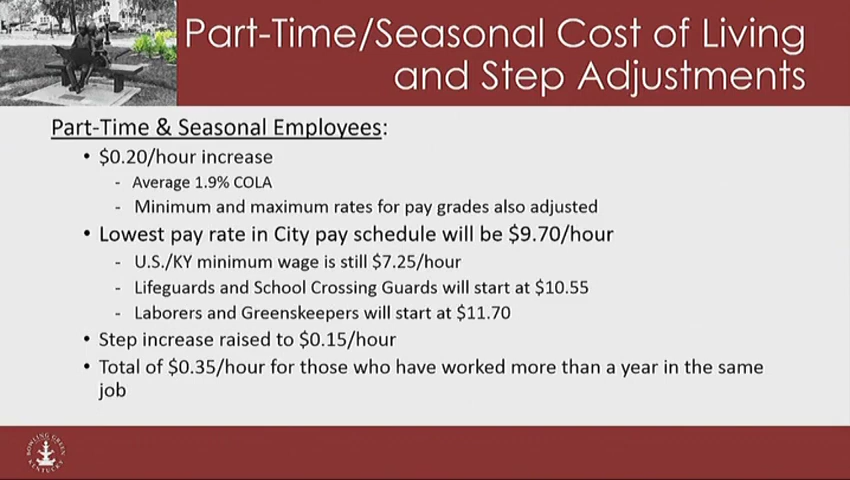 Part-Time/Seasonal Cost of Living
and Step Adjustments
Part-Time & Seasonal Employees:
• $0.20/hour increase
- Average 1.9% COLA
- Minimum and maximum rates for pay grades also adjusted
• Lowest pay rate in City pay schedule will be $9.70/hour
- U.S./KY minimum wage is still $7.25/hour
- Lifeguards and School Crossing Guards will start at $10.55
- Laborers and Greenskeepers will start at $11.70
• Step increase raised to $0.15/hour
• Total of $0.35/hour for those who have worked more than a year in the same
job
BOWLING GREEN
KENTUCKY